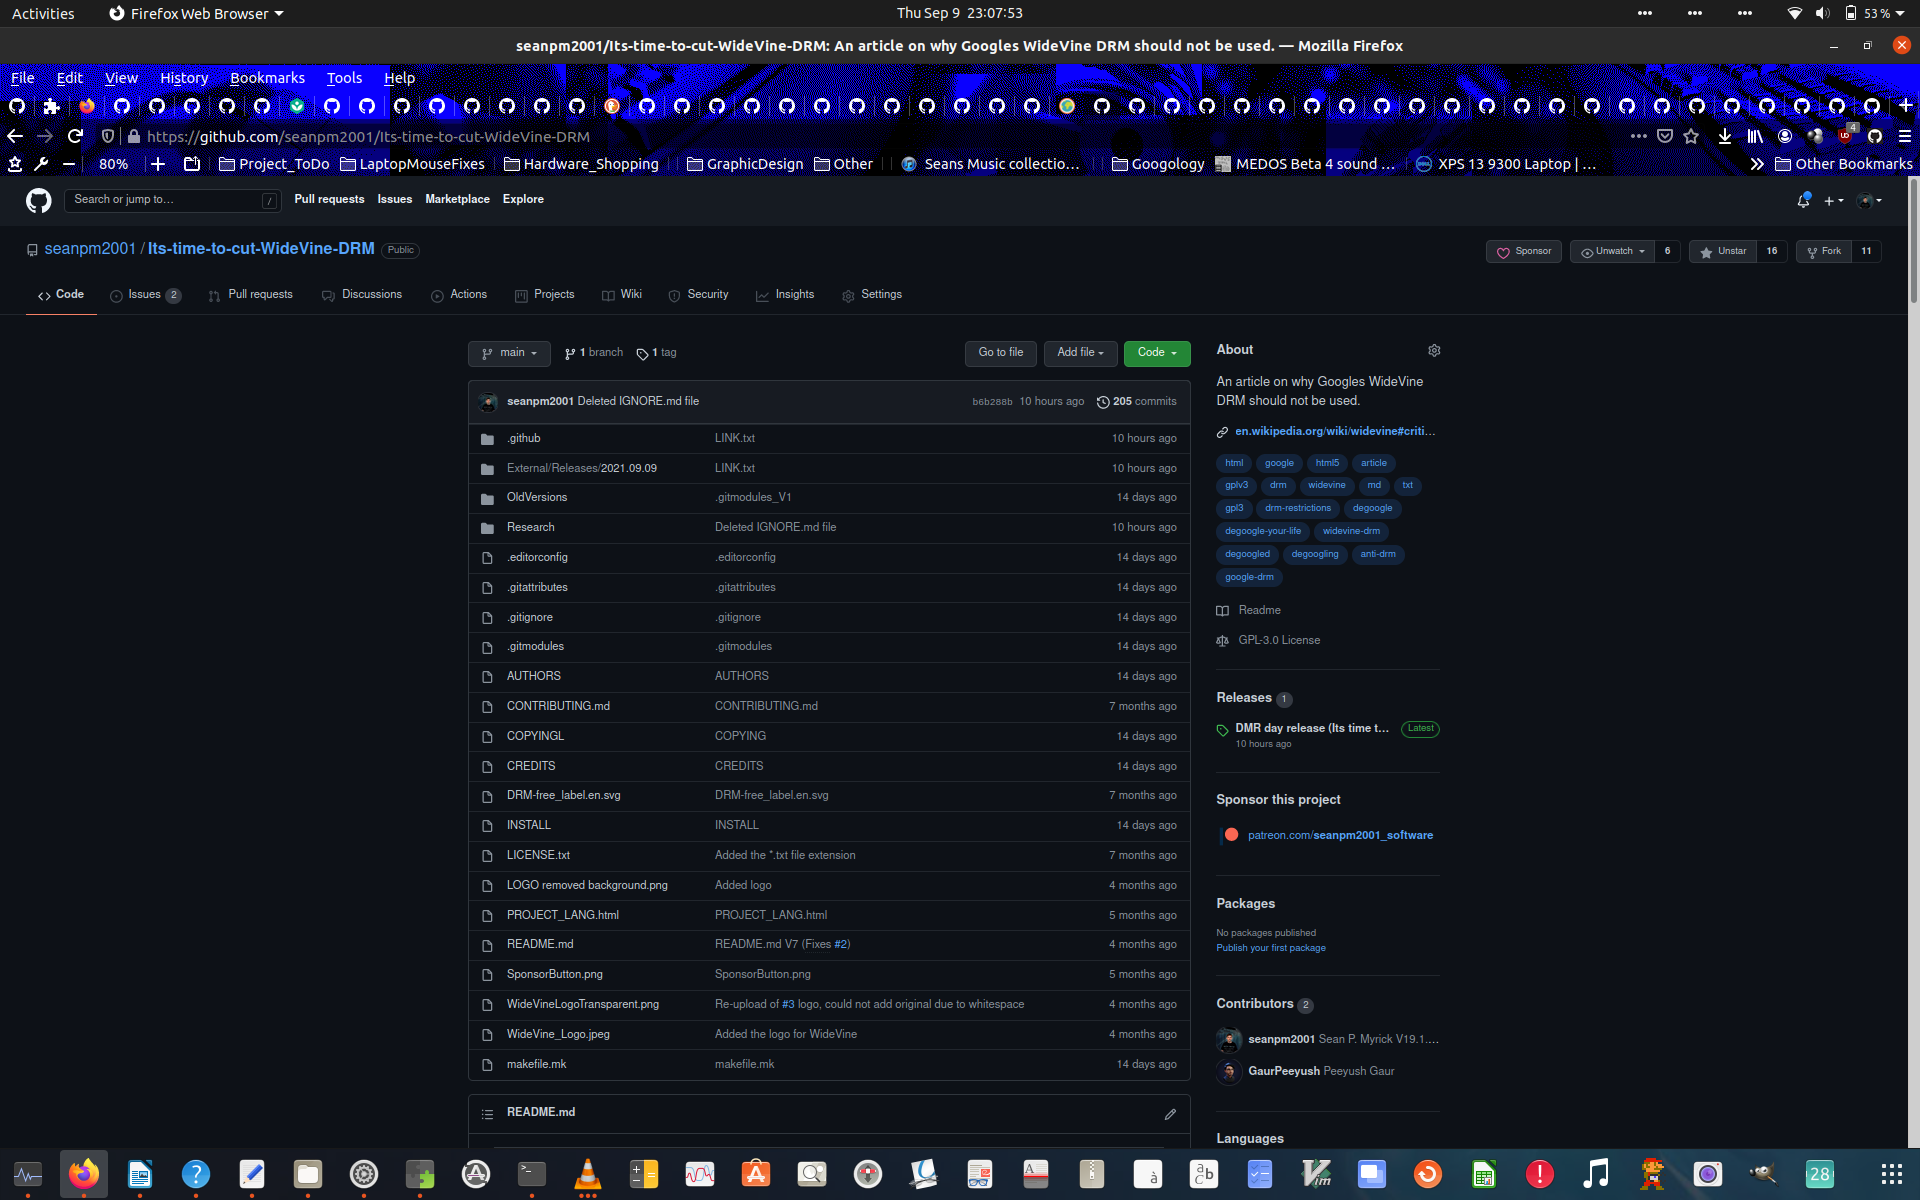 Activities Firefox Web Browser Thu Sep 9 23:07:53 53 %
seanpm2001/Its-time-to-cut-WideVine-DRM: An article on why Googles WideVine DRM should not be used. — Mozilla Firefox
File Edit View History Bookmarks Tools Help
https://github.com/seanpm2001/Its-time-to-cut-WideVine-DRM 4
80% Project_ToDo LaptopMouseFixes Hardware_Shopping GraphicDesign Other Seans Music collectio… Googology MEDOS Beta 4 sound … XPS 13 9300 Laptop | … Other Bookmarks
Search or jump to… / Pull requests Issues Marketplace Explore
seanpm2001 / Its-time-to-cut-WideVine-DRM Public Sponsor Unwatch 6 Unstar 16 Fork 11
Code Issues 2 Pull requests Discussions Actions Projects Wiki Security Insights Settings
main 1 branch 1 tag Go to file Add file Code
seanpm2001 Deleted IGNORE.md file b6b288b 10 hours ago 205 commits
.github LINK.txt 10 hours ago
External/Releases/2021.09.09 LINK.txt 10 hours ago
OldVersions .gitmodules_V1 14 days ago
Research Deleted IGNORE.md file 10 hours ago
.editorconfig .editorconfig 14 days ago
.gitattributes .gitattributes 14 days ago
.gitignore .gitignore 14 days ago
.gitmodules .gitmodules 14 days ago
AUTHORS AUTHORS 14 days ago
CONTRIBUTING.md CONTRIBUTING.md 7 months ago
COPYINGL COPYING 14 days ago
CREDITS CREDITS 14 days ago
DRM-free_label.en.svg DRM-free_label.en.svg 7 months ago
INSTALL INSTALL 14 days ago
LICENSE.txt Added the *.txt file extension 7 months ago
LOGO removed background.png Added logo 4 months ago
PROJECT_LANG.html PROJECT_LANG.html 5 months ago
README.md README.md V7 (Fixes #2) 4 months ago
SponsorButton.png SponsorButton.png 5 months ago
WideVineLogoTransparent.png Re-upload of #3 logo, could not add original due to whitespace 4 months ago
WideVine_Logo.jpeg Added the logo for WideVine 4 months ago
makefile.mk makefile.mk 14 days ago
README.md
About
An article on why Googles WideVine
DRM should not be used.
en.wikipedia.org/wiki/widevine#criti…
html google html5 article
gplv3 drm widevine md txt
gpl3 drm-restrictions degoogle
degoogle-your-life widevine-drm
degoogled degoogling anti-drm
google-drm
Readme
GPL-3.0 License
Releases 1
DMR day release (Its time t… Latest
10 hours ago
Sponsor this project
patreon.com/seanpm2001_software
Packages
No packages published
Publish your first package
Contributors 2
seanpm2001 Sean P. Myrick V19.1.…
GaurPeeyush Peeyush Gaur
Languages
28